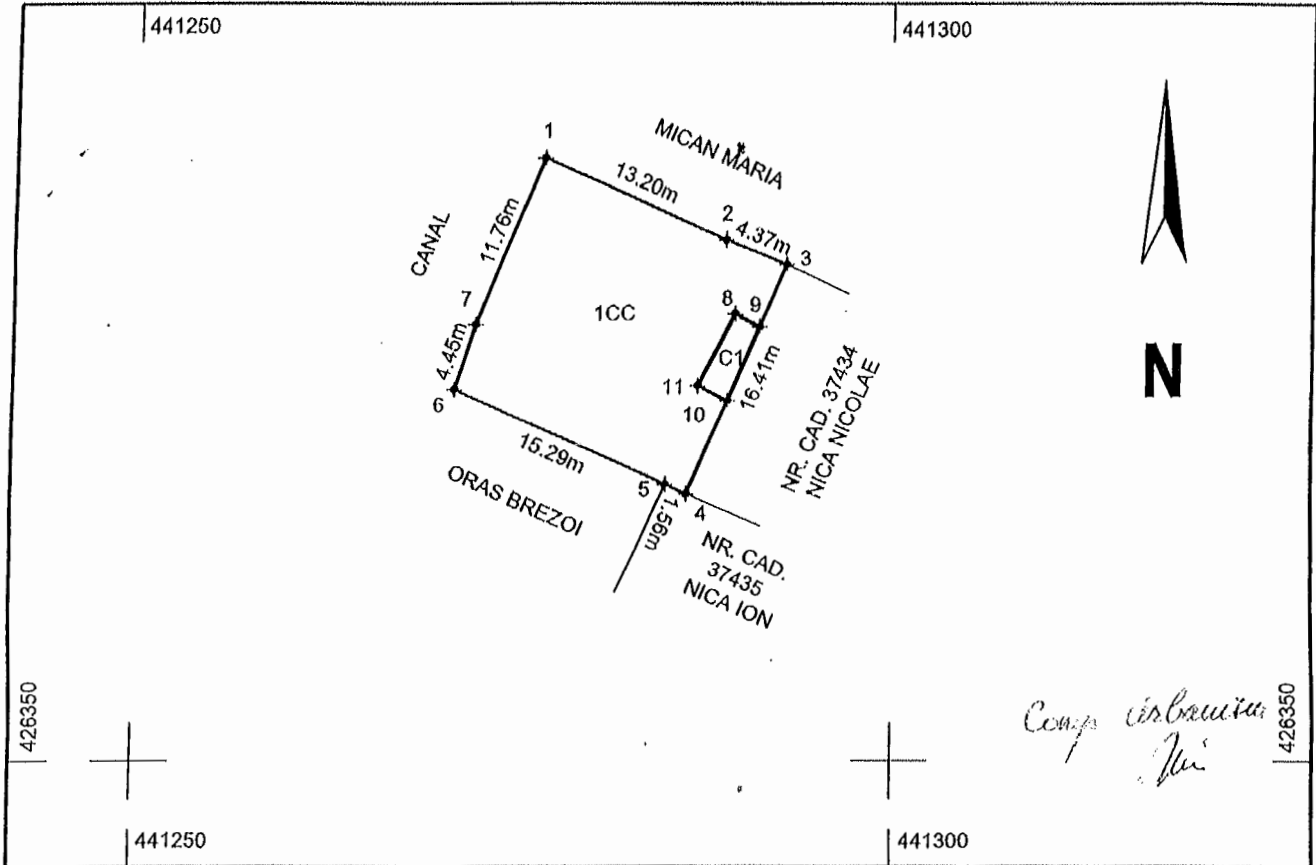 441250
441300
1
MICAN MARIA
13.20m
2
4.37m
3
CANAL
11.76m
7
1CC
8
9
4.45m
C1
16.41m
11
10
6
NR. CAD. 37434
NICA NICOLAE
N
15.29m
ORAS BREZOI
5
4
1.56m
NR. CAD.
37435
NICA ION
426350
426350
Comp
441250
441300